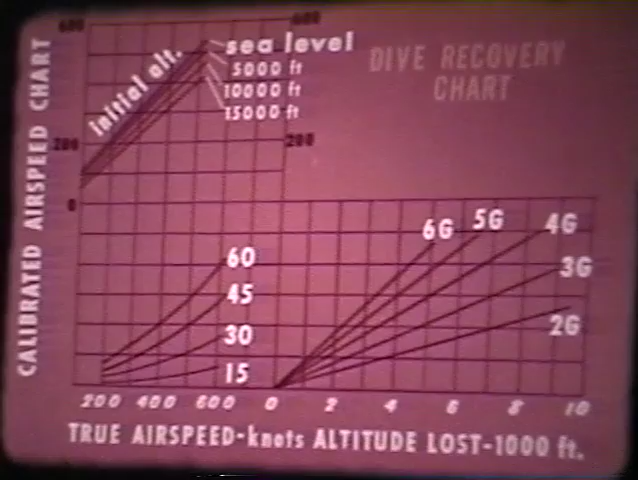 600
600
sea level
5000 ft
10000 ft
15000 ft
initial alt.
DIVE RECOVERY
CHART
CALIBRATED AIRSPEED CHART
200
200
0
6G
5G
4G
3G
2G
60
45
30
15
200 400 600 0 2 4 6 8 10
TRUE AIRSPEED-knots ALTITUDE LOST-1000 ft.